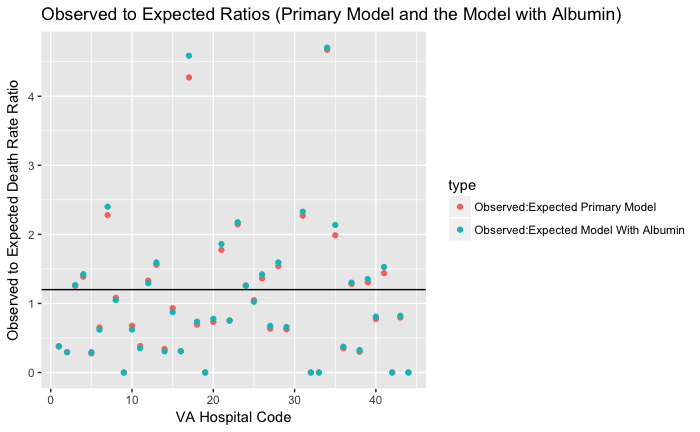 Observed to Expected Ratios (Primary Model and the Model with Albumin)
Observed to Expected Death Rate Ratio
4
3
2
1
0
0 10 20 30 40
VA Hospital Code
type
Observed:Expected Primary Model
Observed:Expected Model With Albumin